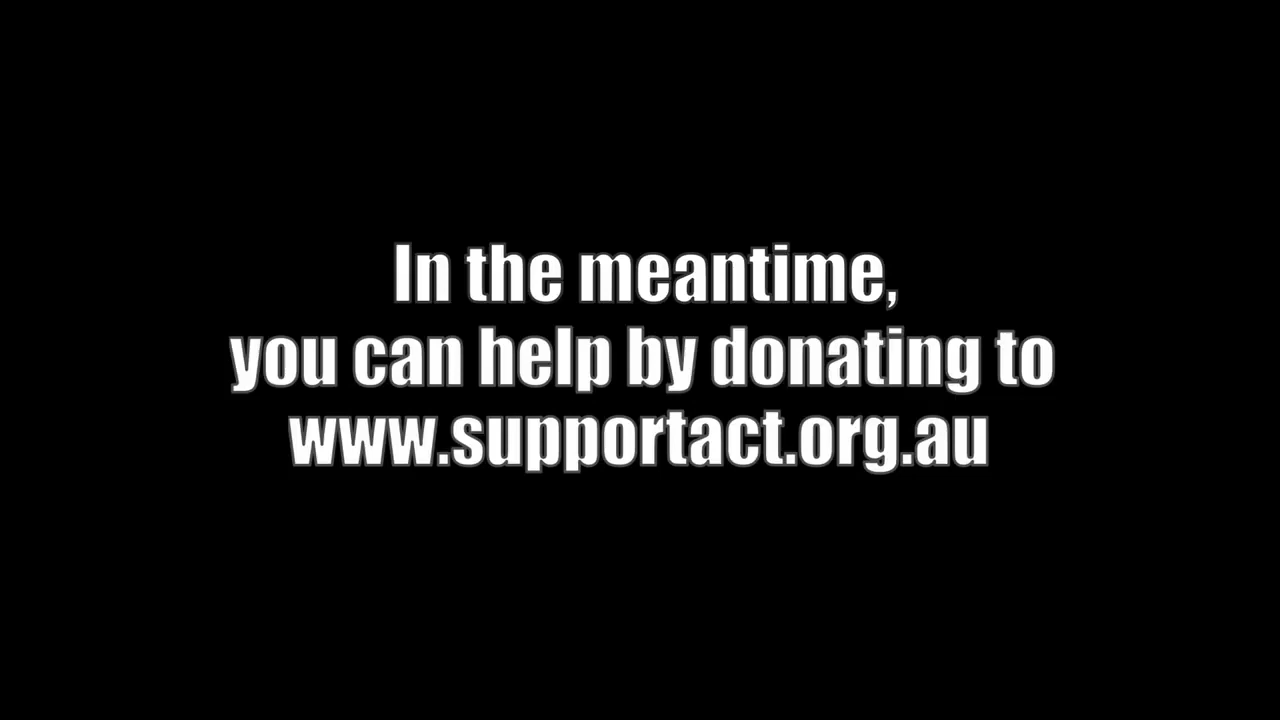 In the meantime,
you can help by donating to
www.supportact.org.au